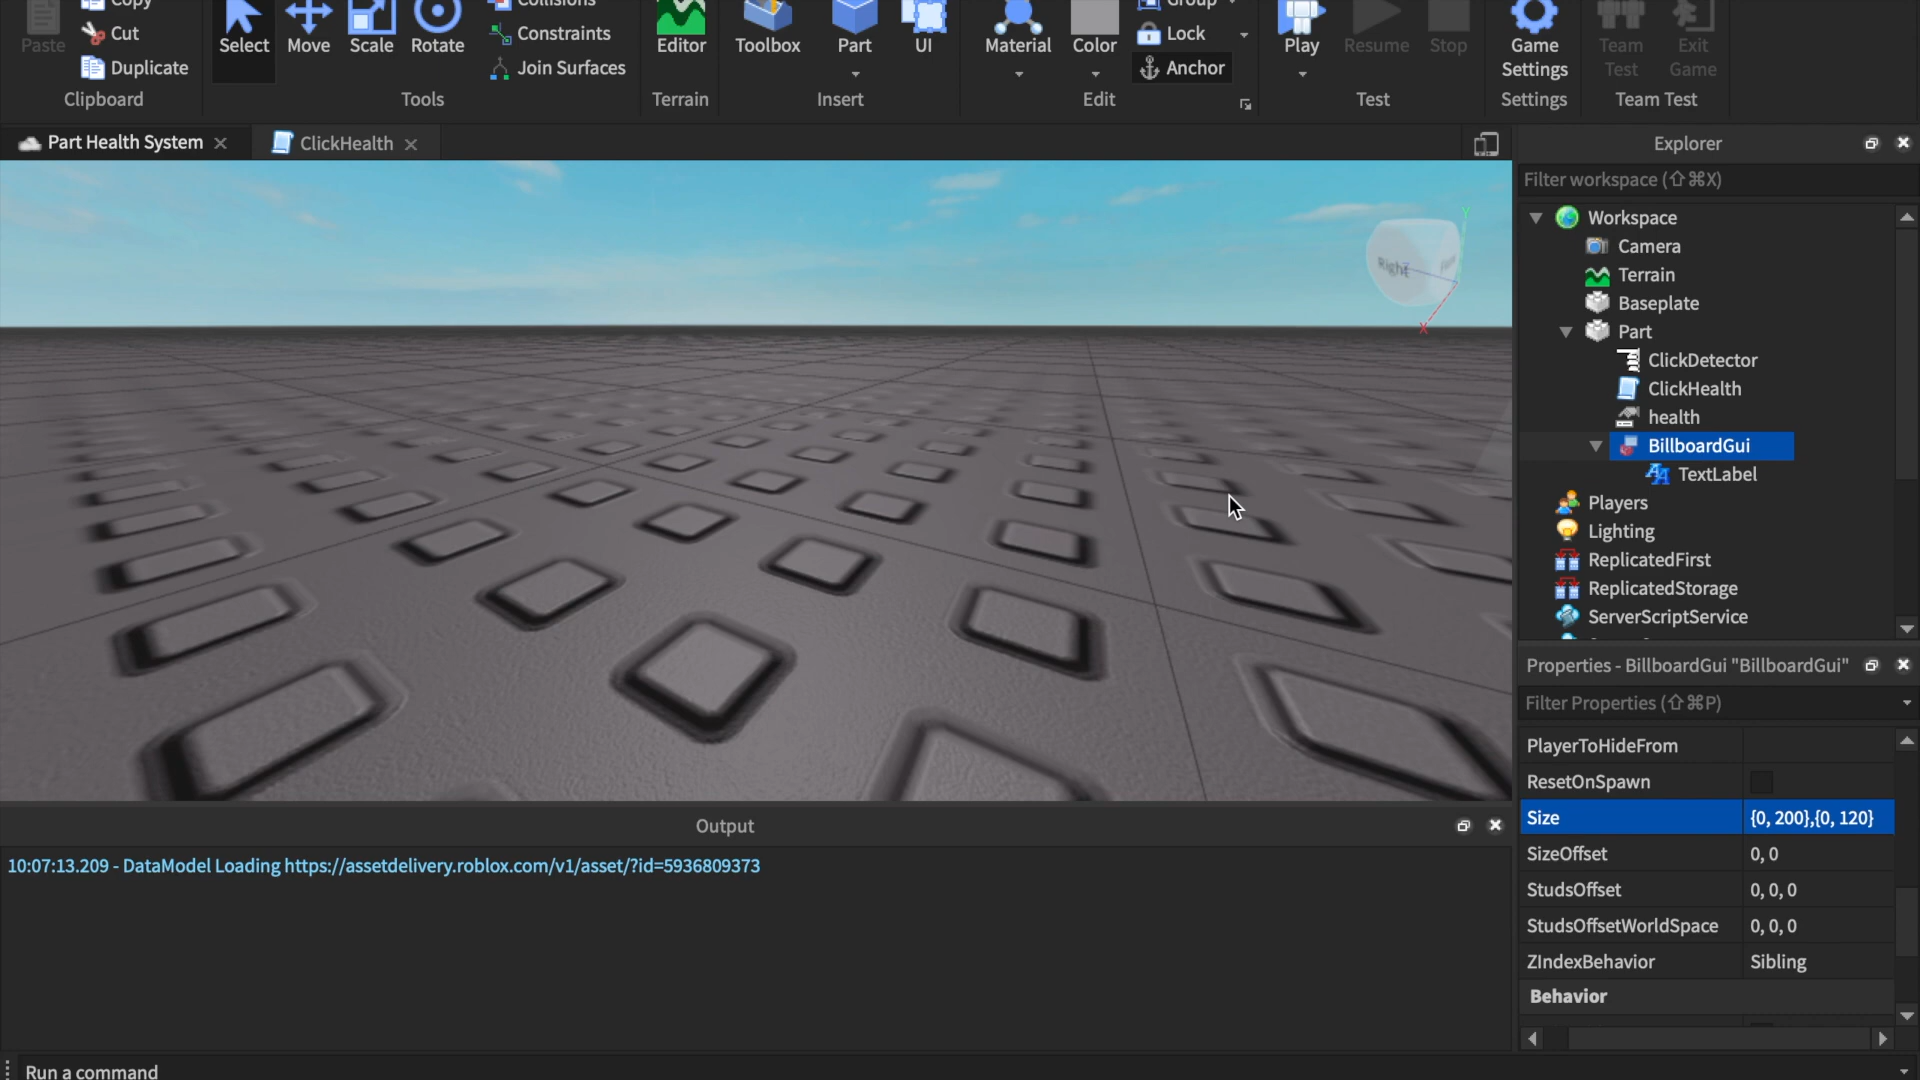 Copy
Collisions
Group
Paste
Cut
Duplicate
Clipboard
Select
Move
Scale
Rotate
Constraints
Join Surfaces
Tools
Editor
Terrain
Toolbox
Part
UI
Insert
Material
Color
Lock
Anchor
Edit
Play
Resume
Stop
Test
Game Settings
Settings
Team Test
Exit Game
Team Test
Part Health System
ClickHealth
Right
Y
X
Z
Explorer
Filter workspace (⇧⌘X)
Workspace
Camera
Terrain
Baseplate
Part
ClickDetector
ClickHealth
health
BillboardGui
TextLabel
Players
Lighting
ReplicatedFirst
ReplicatedStorage
ServerScriptService
Properties - BillboardGui "BillboardGui"
Filter Properties (⇧⌘P)
PlayerToHideFrom
ResetOnSpawn
Size {0, 200},{0, 120}
SizeOffset 0, 0
StudsOffset 0, 0, 0
StudsOffsetWorldSpace 0, 0, 0
ZIndexBehavior Sibling
Behavior
Output
10:07:13.209 - DataModel Loading https://assetdelivery.roblox.com/v1/asset/?id=5936809373
Run a command